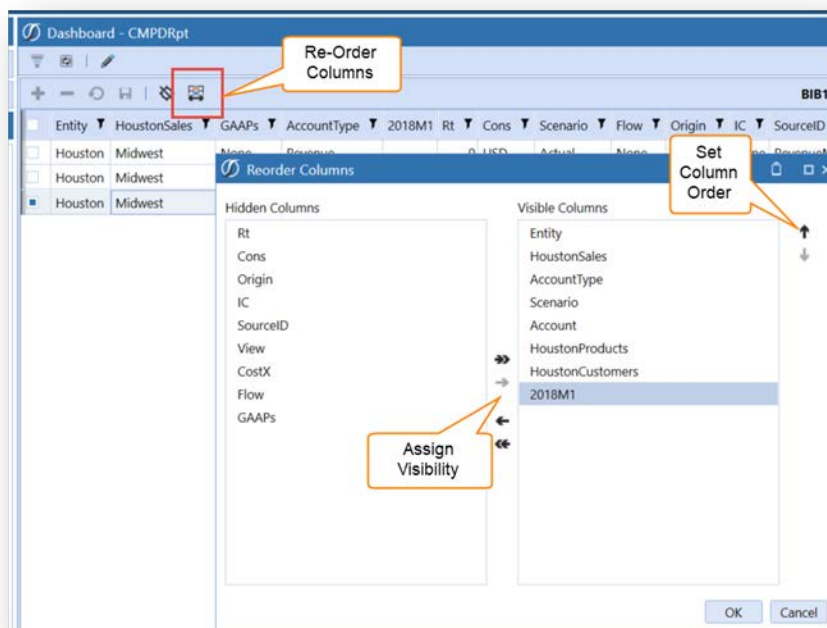 Dashboard - CMPDRpt
Re-Order
Columns
BIB1
Entity HoustonSales GAAPs AccountType 2018M1 Rt Cons Scenario Flow Origin IC SourceID
Houston Midwest None Revenue 0 USD Actual None
Houston Midwest
Houston Midwest
Set
Column
Order
Reorder Columns
Hidden Columns
Visible Columns
Rt
Cons
Origin
IC
SourceID
View
CostX
Flow
GAAPs
Entity
HoustonSales
AccountType
Scenario
Account
HoustonProducts
HoustonCustomers
2018M1
Assign
Visibility
OK
Cancel